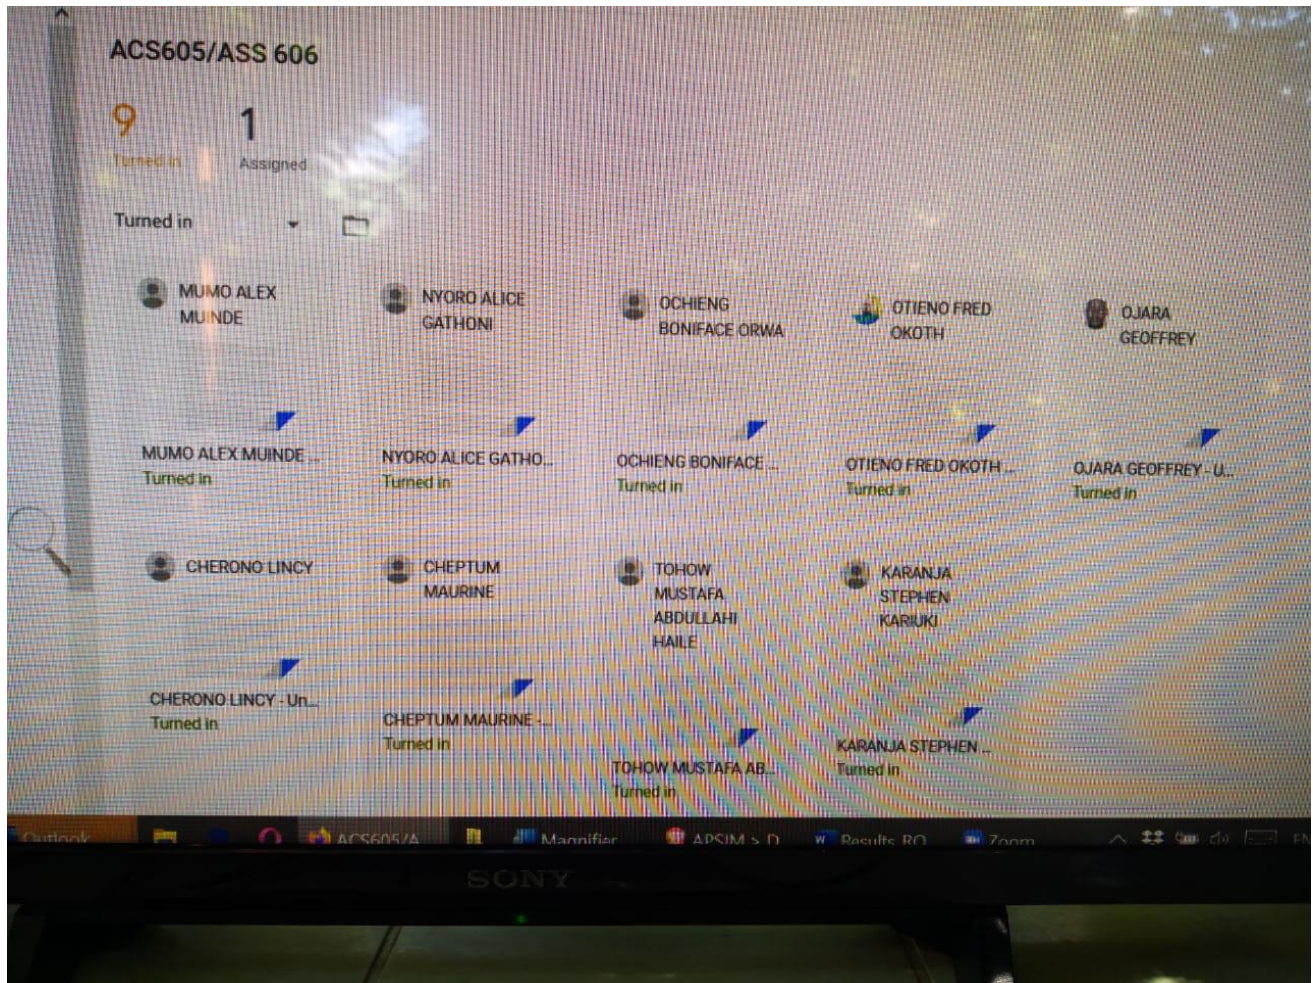 ACS605/ASS 606
9
1
Turned in
Assigned
Turned in
MUMO ALEX
MUINDE
NYORO ALICE
GATHONI
OCHIENG
BONIFACE ORWA
OTIENO FRED
OKOTH
OJARA
GEOFFREY
MUMO ALEX MUINDE ...
Turned in
NYORO ALICE GATHO...
Turned in
OCHIENG BONIFACE ...
Turned in
OTIENO FRED OKOTH ...
Turned in
OJARA GEOFFREY - U...
Turned in
CHERONO LINCY
CHEPTUM
MAURINE
TOHOW
MUSTAFA
ABDULLAHI
HAILE
KARANJA
STEPHEN
KARIUKI
CHERONO LINCY - Un...
Turned in
CHEPTUM MAURINE -...
Turned in
TOHOW MUSTAFA AB...
Turned in
KARANJA STEPHEN ...
Turned in
Outlook
ACS605/A
Magnifier
APSIM > D
Results RO
Zoom
EN
SONY